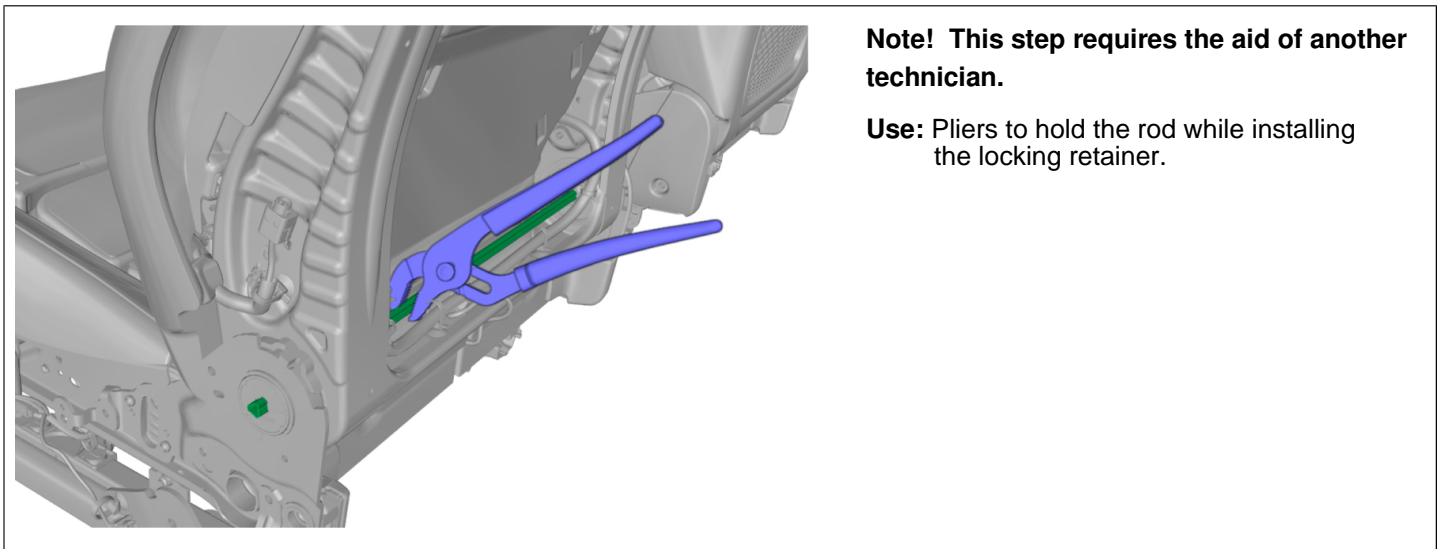 Note! This step requires the aid of another
technician.
Use: Pliers to hold the rod while installing
the locking retainer.